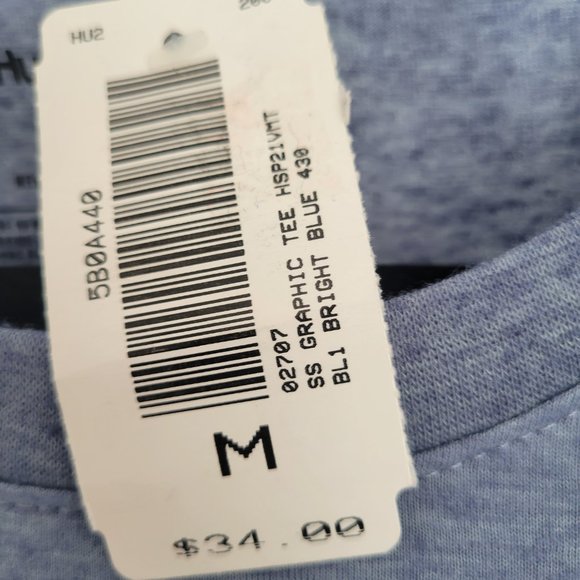 HU2
5B0A440
02707
SS GRAPHIC TEE HSP21VMT
BL1 BRIGHT BLUE 430
M
$34.00